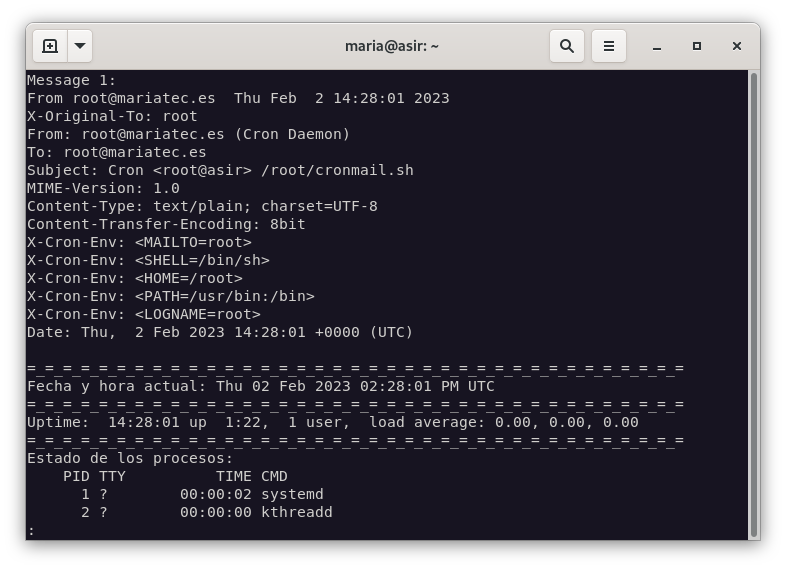 maria@asir: ~
Message 1:
From root@mariatec.es  Thu Feb  2 14:28:01 2023
X-Original-To: root
From: root@mariatec.es (Cron Daemon)
To: root@mariatec.es
Subject: Cron <root@asir> /root/cronmail.sh
MIME-Version: 1.0
Content-Type: text/plain; charset=UTF-8
Content-Transfer-Encoding: 8bit
X-Cron-Env: <MAILTO=root>
X-Cron-Env: <SHELL=/bin/sh>
X-Cron-Env: <HOME=/root>
X-Cron-Env: <PATH=/usr/bin:/bin>
X-Cron-Env: <LOGNAME=root>
Date: Thu,  2 Feb 2023 14:28:01 +0000 (UTC)

=_=_=_=_=_=_=_=_=_=_=_=_=_=_=_=_=_=_=_=_=_=_=_=_=_=_=_=_=_=_=_=_=_=_=_=_=
Fecha y hora actual: Thu 02 Feb 2023 02:28:01 PM UTC
=_=_=_=_=_=_=_=_=_=_=_=_=_=_=_=_=_=_=_=_=_=_=_=_=_=_=_=_=_=_=_=_=_=_=_=_=
Uptime:  14:28:01 up  1:22,  1 user,  load average: 0.00, 0.00, 0.00
=_=_=_=_=_=_=_=_=_=_=_=_=_=_=_=_=_=_=_=_=_=_=_=_=_=_=_=_=_=_=_=_=_=_=_=_=
Estado de los procesos:
    PID TTY          TIME CMD
      1 ?        00:00:02 systemd
      2 ?        00:00:00 kthreadd
: